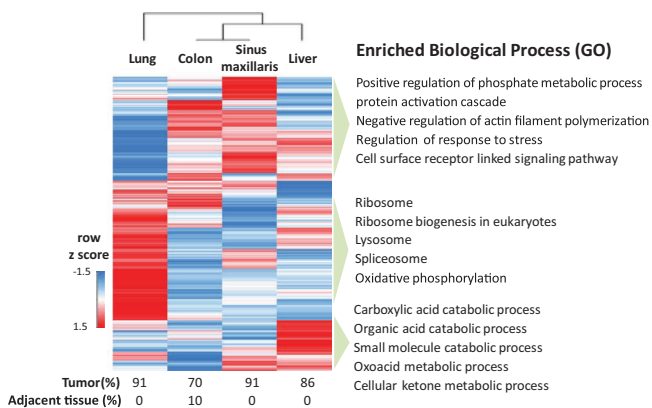 Lung
Colon
Sinus
maxillaris
Liver
Enriched Biological Process (GO)
Positive regulation of phosphate metabolic process
protein activation cascade
Negative regulation of actin filament polymerization
Regulation of response to stress
Cell surface receptor linked signaling pathway
Ribosome
Ribosome biogenesis in eukaryotes
Lysosome
Spliceosome
Oxidative phosphorylation
Carboxylic acid catabolic process
Organic acid catabolic process
Small molecule catabolic process
Oxoacid metabolic process
Cellular ketone metabolic process
row
z score
-1.5
1.5
Tumor(%) 91 70 91 86
Adjacent tissue (%) 0 10 0 0